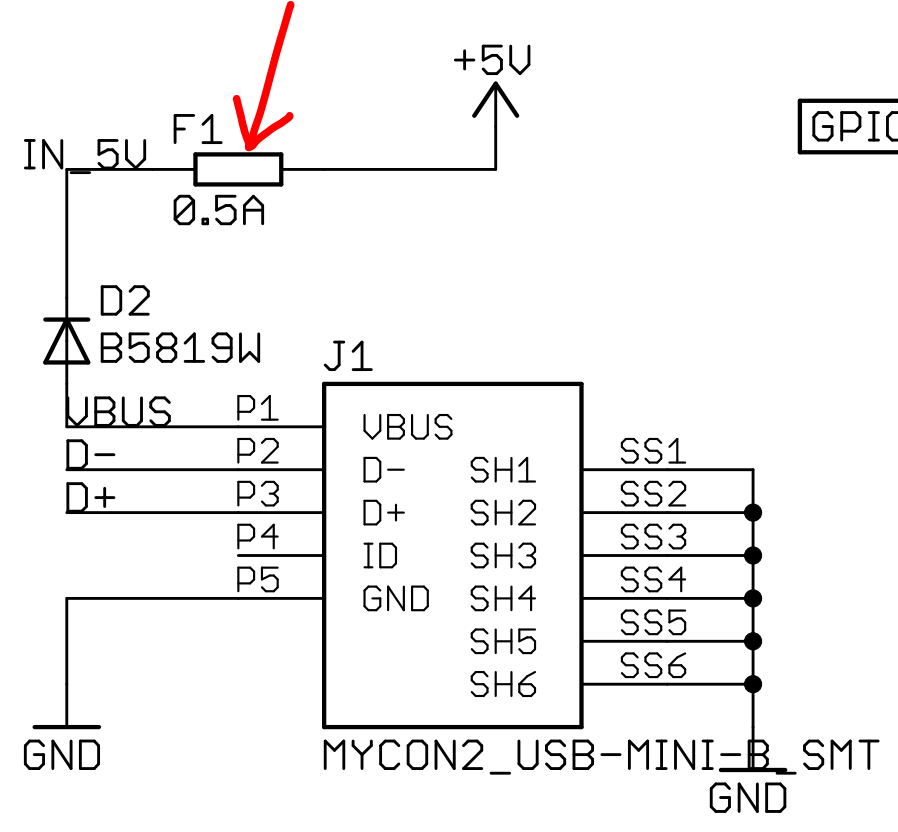 +5V
F1
IN_5V
0.5A
GPIO
D2
B5819W
J1
VBUS
D-
D+
P1
P2
P3
P4
P5
VBUS
D-
D+
ID
GND
SH1
SH2
SH3
SH4
SH5
SH6
SS1
SS2
SS3
SS4
SS5
SS6
GND
MYCON2_USB-MINI-B_SMT
GND